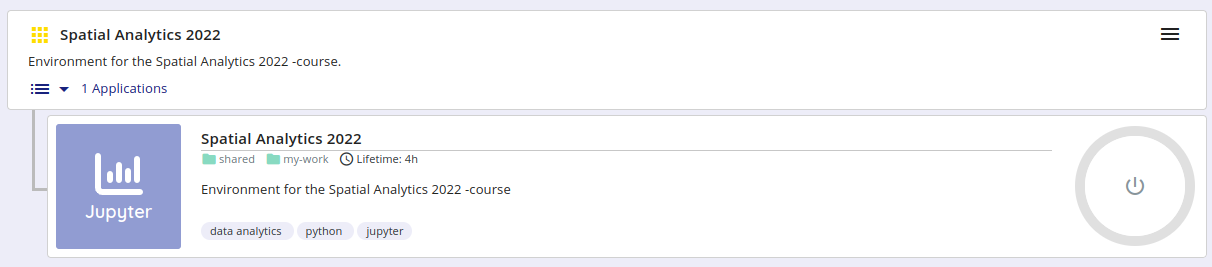 Spatial Analytics 2022
Environment for the Spatial Analytics 2022 -course.
1 Applications
Spatial Analytics 2022
shared my-work Lifetime: 4h
Environment for the Spatial Analytics 2022 -course
Jupyter
data analytics python jupyter